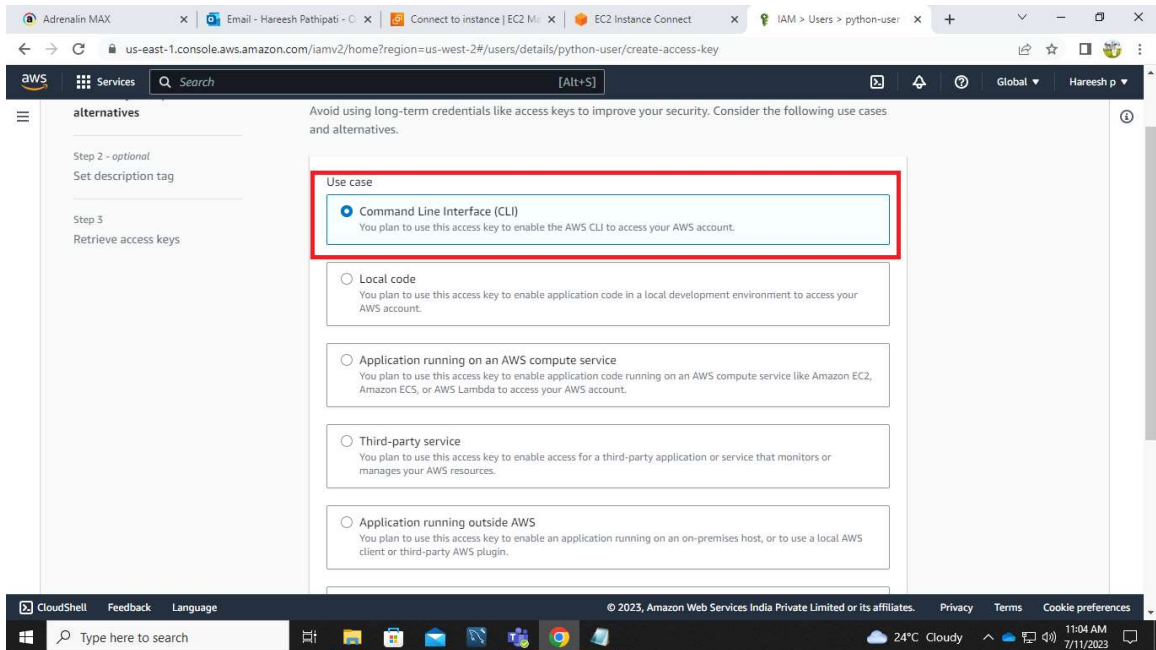 Adrenalin MAX
Email - Hareesh Pathipati - O
Connect to instance | EC2 M
EC2 Instance Connect
IAM > Users > python-user
us-east-1.console.aws.amazon.com/iamv2/home?region=us-west-2#/users/details/python-user/create-access-key
aws
Services
Search
[Alt+S]
Global
Hareesh p
alternatives
Step 2 - optional
Set description tag
Step 3
Retrieve access keys
Avoid using long-term credentials like access keys to improve your security. Consider the following use cases
and alternatives.
Use case
Command Line Interface (CLI)
You plan to use this access key to enable the AWS CLI to access your AWS account.
Local code
You plan to use this access key to enable application code in a local development environment to access your
AWS account.
Application running on an AWS compute service
You plan to use this access key to enable application code running on an AWS compute service like Amazon EC2,
Amazon ECS, or AWS Lambda to access your AWS account.
Third-party service
You plan to use this access key to enable access for a third-party application or service that monitors or
manages your AWS resources.
Application running outside AWS
You plan to use this access key to enable an application running on an on-premises host, or to use a local AWS
client or third-party AWS plugin.
CloudShell
Feedback
Language
© 2023, Amazon Web Services India Private Limited or its affiliates.
Privacy
Terms
Cookie preferences
Type here to search
24°C Cloudy
11:04 AM
7/11/2023